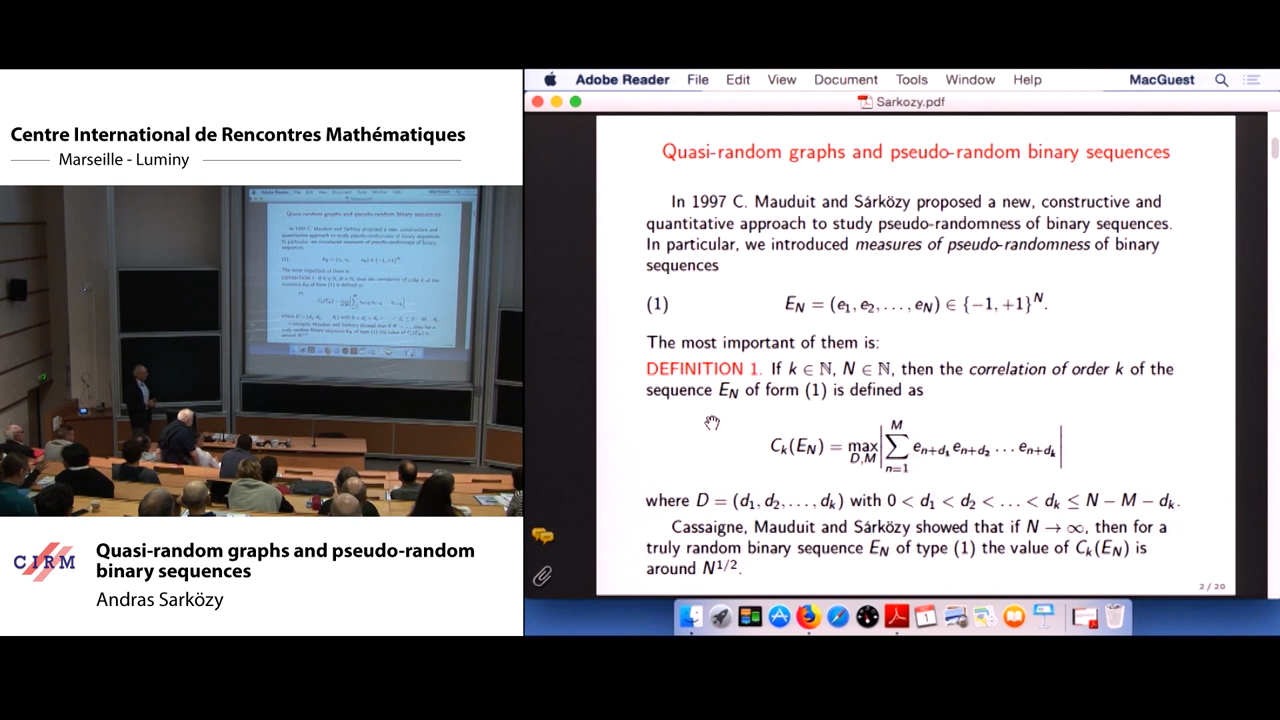 Centre International de Rencontres Mathématiques
Marseille - Luminy
CIRM
Quasi-random graphs and pseudo-random
binary sequences
Andras Sarközy
Adobe Reader File Edit View Document Tools Window Help MacGuest
Sarkozy.pdf
Quasi-random graphs and pseudo-random binary sequences
In 1997 C. Mauduit and Sárközy proposed a new, constructive and
quantitative approach to study pseudo-randomness of binary sequences.
In particular, we introduced measures of pseudo-randomness of binary
sequences
(1) E_N = (e_1, e_2, . . . , e_N) ∈ {−1, +1}^N.
The most important of them is:
DEFINITION 1. If k ∈ ℕ, N ∈ ℕ, then the correlation of order k of the
sequence E_N of form (1) is defined as
C_k(E_N) = max_{D,M} |∑_{n=1}^{M} e_{n+d_1} e_{n+d_2} . . . e_{n+d_k}|
where D = (d_1, d_2, . . . , d_k) with 0 < d_1 < d_2 < . . . < d_k ≤ N − M − d_k.
Cassaigne, Mauduit and Sárközy showed that if N → ∞, then for a
truly random binary sequence E_N of type (1) the value of C_k(E_N) is
around N^{1/2}.
2 / 20